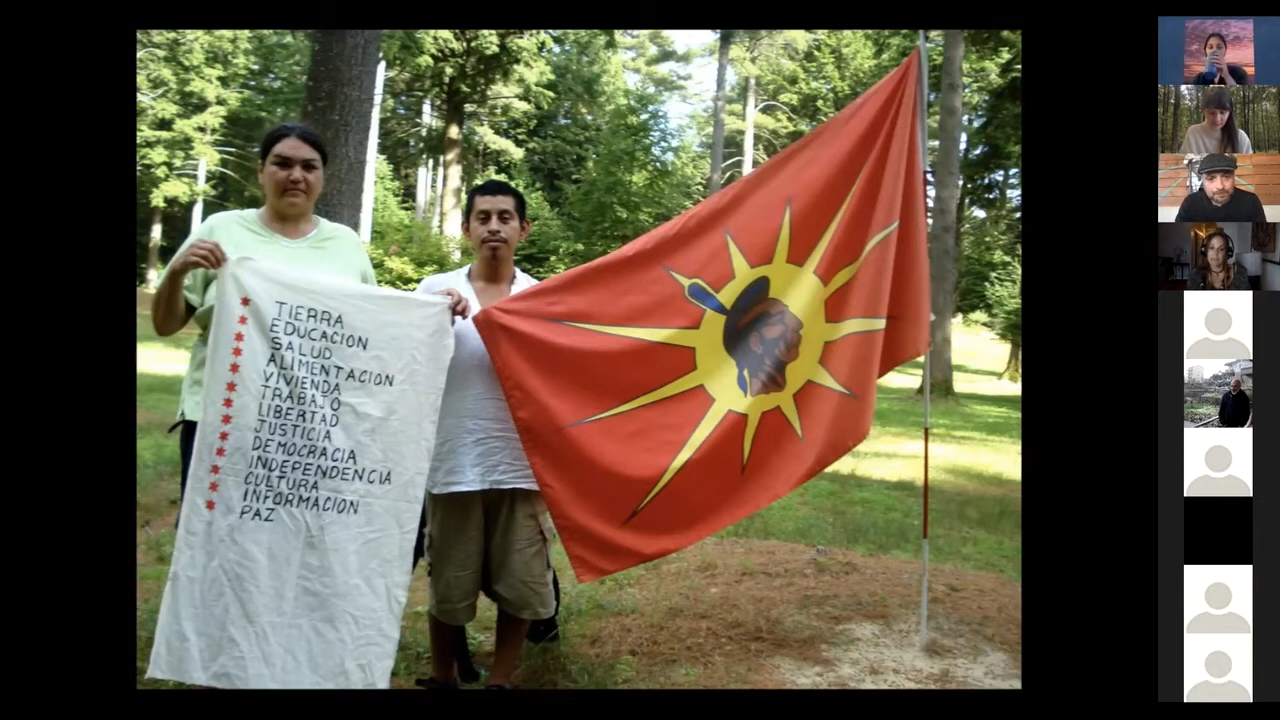 TIERRA
EDUCACION
SALUD
ALIMENTACION
VIVIENDA
TRABAJO
LIBERTAD
JUSTICIA
DEMOCRACIA
INDEPENDENCIA
CULTURA
INFORMACION
PAZ